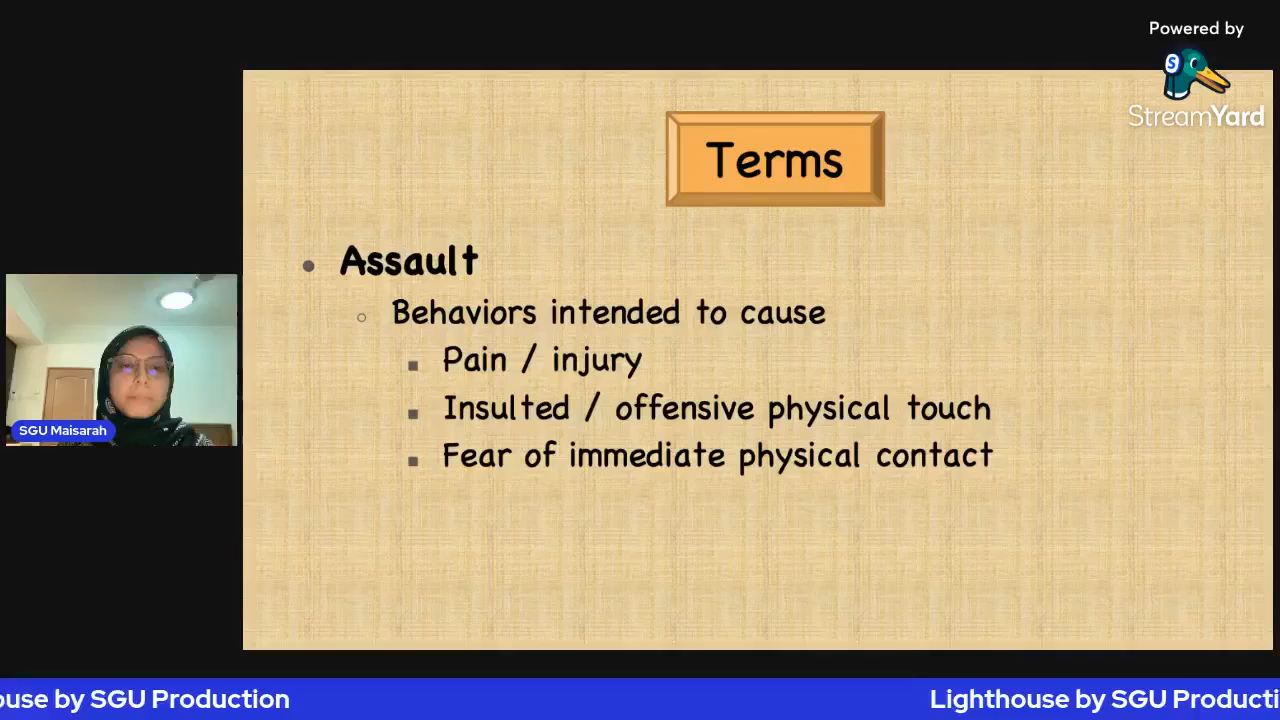 Powered by
StreamYard
Terms
Assault
Behaviors intended to cause
Pain / injury
Insulted / offensive physical touch
Fear of immediate physical contact
SGU Maisarah
ouse by SGU Production
Lighthouse by SGU Producti